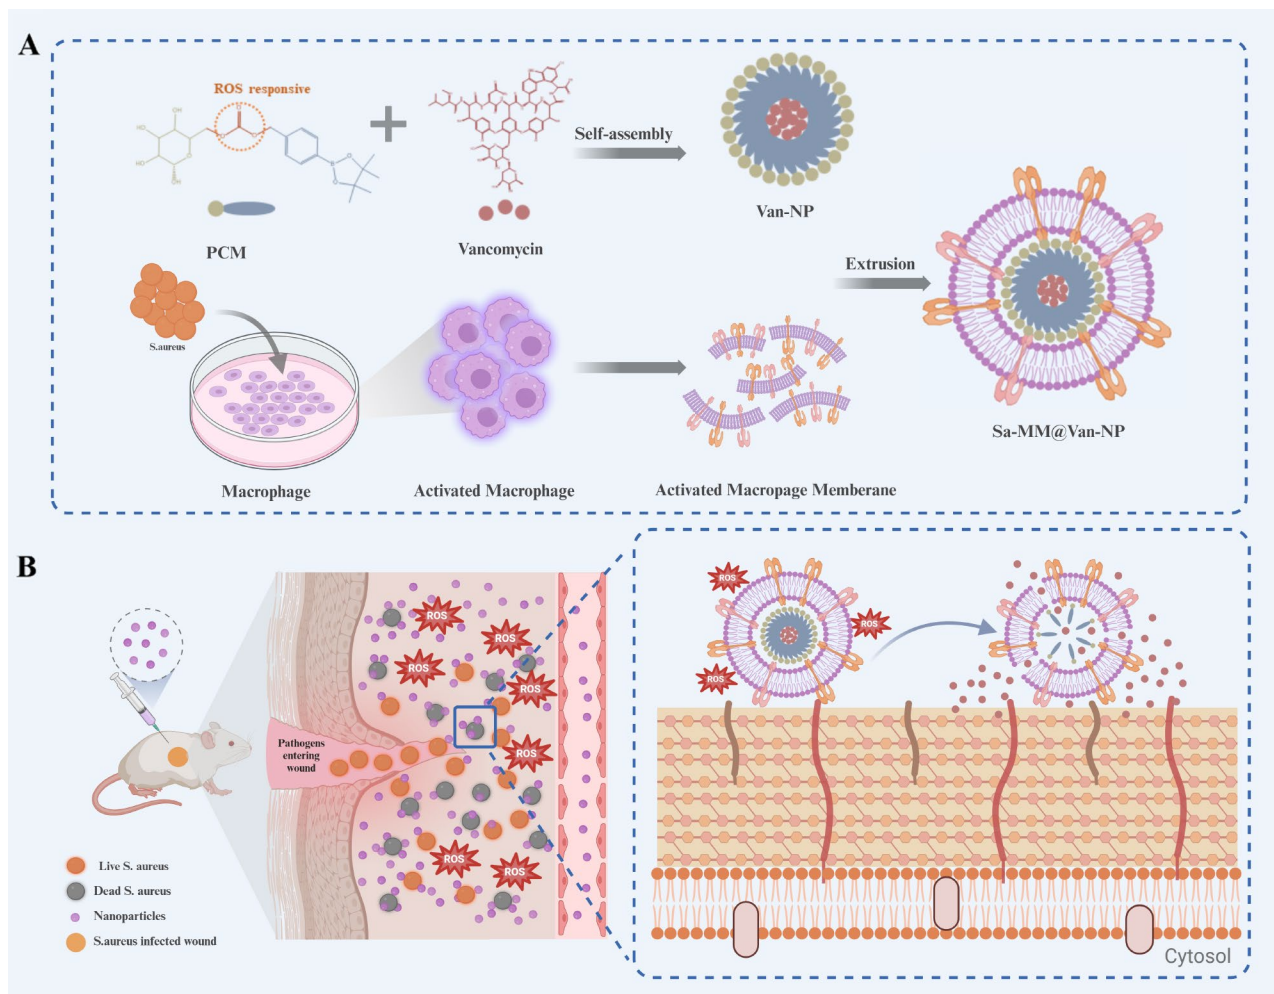 A
ROS responsive
Self-assembly
Van-NP
PCM
Vancomycin
Extrusion
S.aureus
Sa-MM@Van-NP
Macrophage
Activated Macrophage
Activated Macropage Memberane
B
ROS
ROS
ROS
ROS
ROS
ROS
ROS
Pathogens
entering
wound
Live S. aureus
Dead S. aureus
Nanoparticles
S.aureus infected wound
ROS
ROS
ROS
Cytosol